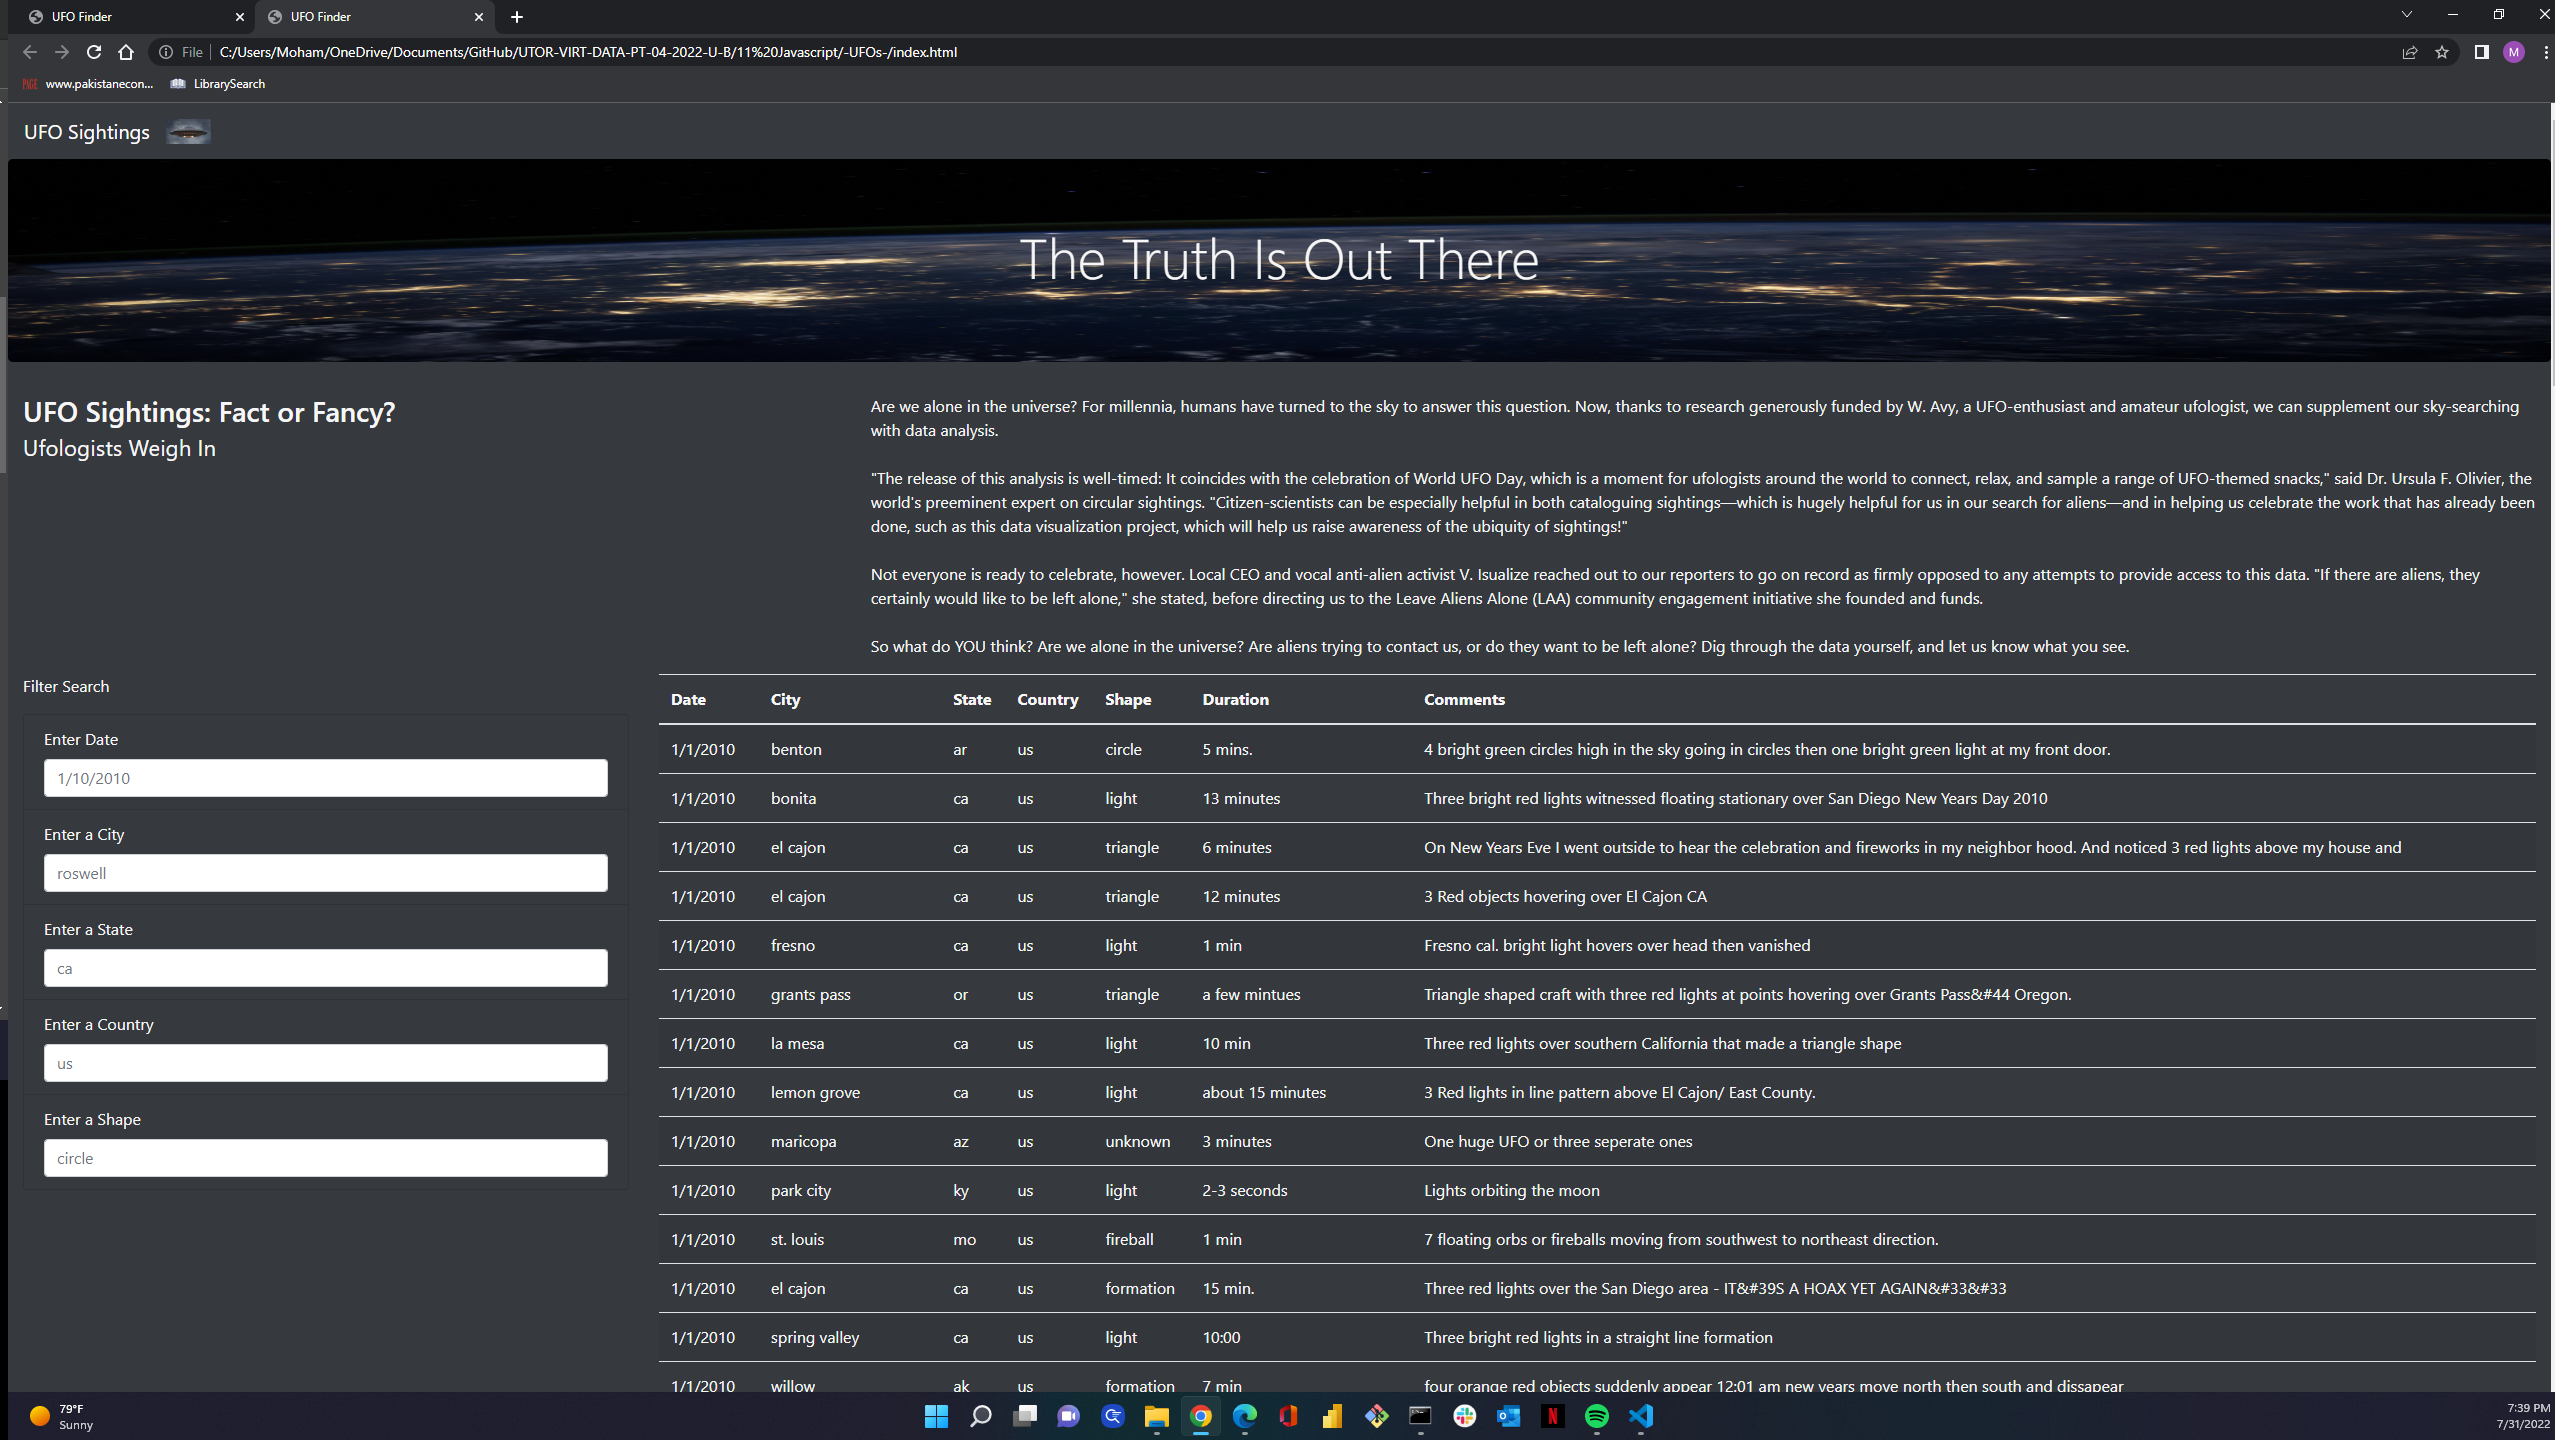 UFO Finder
UFO Finder
File C:/Users/Moham/OneDrive/Documents/GitHub/UTOR-VIRT-DATA-PT-04-2022-U-B/11%20Javascript/-UFOs-/index.html
M
PAGE www.pakistanecon... LibrarySearch
UFO Sightings
The Truth Is Out There
UFO Sightings: Fact or Fancy?
Ufologists Weigh In
Are we alone in the universe? For millennia, humans have turned to the sky to answer this question. Now, thanks to research generously funded by W. Avy, a UFO-enthusiast and amateur ufologist, we can supplement our sky-searching
with data analysis.
"The release of this analysis is well-timed: It coincides with the celebration of World UFO Day, which is a moment for ufologists around the world to connect, relax, and sample a range of UFO-themed snacks," said Dr. Ursula F. Olivier, the
world's preeminent expert on circular sightings. "Citizen-scientists can be especially helpful in both cataloguing sightings—which is hugely helpful for us in our search for aliens—and in helping us celebrate the work that has already been
done, such as this data visualization project, which will help us raise awareness of the ubiquity of sightings!"
Not everyone is ready to celebrate, however. Local CEO and vocal anti-alien activist V. Isualize reached out to our reporters to go on record as firmly opposed to any attempts to provide access to this data. "If there are aliens, they
certainly would like to be left alone," she stated, before directing us to the Leave Aliens Alone (LAA) community engagement initiative she founded and funds.
So what do YOU think? Are we alone in the universe? Are aliens trying to contact us, or do they want to be left alone? Dig through the data yourself, and let us know what you see.
Filter Search
Enter Date
1/10/2010
Enter a City
roswell
Enter a State
ca
Enter a Country
us
Enter a Shape
circle
Date City State Country Shape Duration Comments
1/1/2010 benton ar us circle 5 mins. 4 bright green circles high in the sky going in circles then one bright green light at my front door.
1/1/2010 bonita ca us light 13 minutes Three bright red lights witnessed floating stationary over San Diego New Years Day 2010
1/1/2010 el cajon ca us triangle 6 minutes On New Years Eve I went outside to hear the celebration and fireworks in my neighbor hood. And noticed 3 red lights above my house and
1/1/2010 el cajon ca us triangle 12 minutes 3 Red objects hovering over El Cajon CA
1/1/2010 fresno ca us light 1 min Fresno cal. bright light hovers over head then vanished
1/1/2010 grants pass or us triangle a few mintues Triangle shaped craft with three red lights at points hovering over Grants Pass&#44 Oregon.
1/1/2010 la mesa ca us light 10 min Three red lights over southern California that made a triangle shape
1/1/2010 lemon grove ca us light about 15 minutes 3 Red lights in line pattern above El Cajon/ East County.
1/1/2010 maricopa az us unknown 3 minutes One huge UFO or three seperate ones
1/1/2010 park city ky us light 2-3 seconds Lights orbiting the moon
1/1/2010 st. louis mo us fireball 1 min 7 floating orbs or fireballs moving from southwest to northeast direction.
1/1/2010 el cajon ca us formation 15 min. Three red lights over the San Diego area - IT&#39S A HOAX YET AGAIN&#33&#33
1/1/2010 spring valley ca us light 10:00 Three bright red lights in a straight line formation
1/1/2010 willow ak us formation 7 min four orange red objects suddenly appear 12:01 am new years move north then south and dissapear
79°F
Sunny
N
7:39 PM
7/31/2022